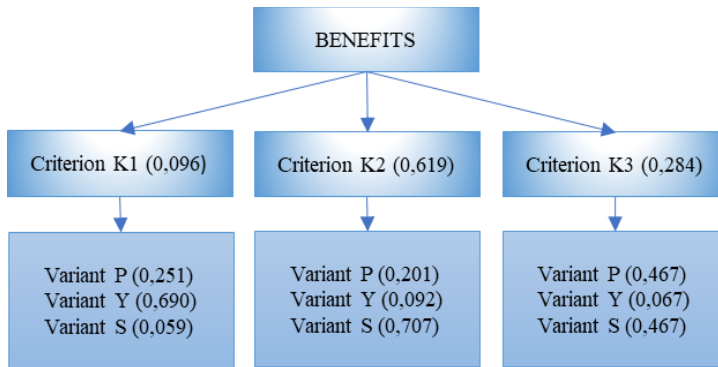 BENEFITS
Criterion K1 (0,096)
Criterion K2 (0,619)
Criterion K3 (0,284)
Variant P (0,251)
Variant Y (0,690)
Variant S (0,059)
Variant P (0,201)
Variant Y (0,092)
Variant S (0,707)
Variant P (0,467)
Variant Y (0,067)
Variant S (0,467)